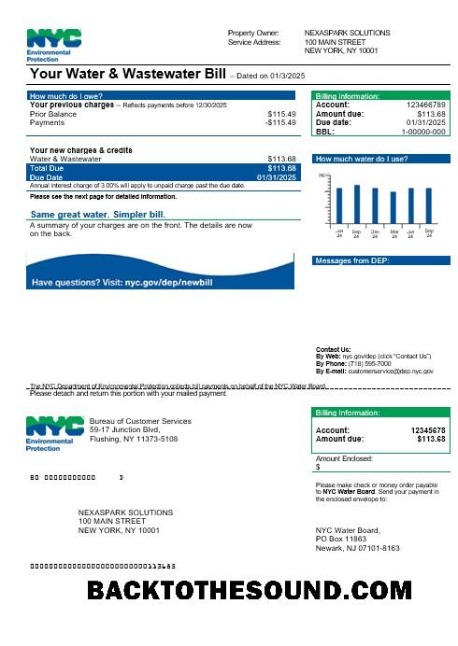 NYC
Environmental
Protection
Property Owner: NEXASPARK SOLUTIONS
Service Address: 100 MAIN STREET
NEW YORK, NY 10001
Your Water & Wastewater Bill – Dated on 01/3/2025
How much do I owe?
Your previous charges – Reflects payments before 12/30/2025
Prior Balance $115.49
Payments -$115.49
Your new charges & credits
Water & Wastewater $113.68
Total Due $113.68
Due Date 01/31/2025
Annual interest charge of 3.00% will apply to unpaid charge past the due date.
Please see the next page for detailed information.
Same great water. Simpler bill.
A summary of your charges are on the front. The details are now
on the back.
Have questions? Visit: nyc.gov/dep/newbill
Billing information:
Account: 123466789
Amount due: $113.68
Due date: 01/31/2025
BBL: 1-00000-000
How much water do I use?
Jun Sep Dec Mar Jun Sep
24 24 24 24 24 24
Messages from DEP:
Contact Us:
By Web: nyc.gov/dep (click "Contact Us")
By Phone: (718) 595-7000
By E-mail: customerservice@dep.nyc.gov
The NYC Department of Environmental Protection collects bill payments on behalf of the NYC Water Board.
Please detach and return this portion with your mailed payment.
NYC
Environmental
Protection
Bureau of Customer Services
59-17 Junction Blvd,
Flushing, NY 11373-5108
Billing Information:
Account: 12345678
Amount due: $113.68
Amount Enclosed:
$
Please make check or money order payable
to NYC Water Board. Send your payment in
the enclosed envelope to:
NEXASPARK SOLUTIONS
100 MAIN STREET
NEW YORK, NY 10001
NYC Water Board,
PO Box 11863
Newark, NJ 07101-8163
BACKTOTHESOUND.COM